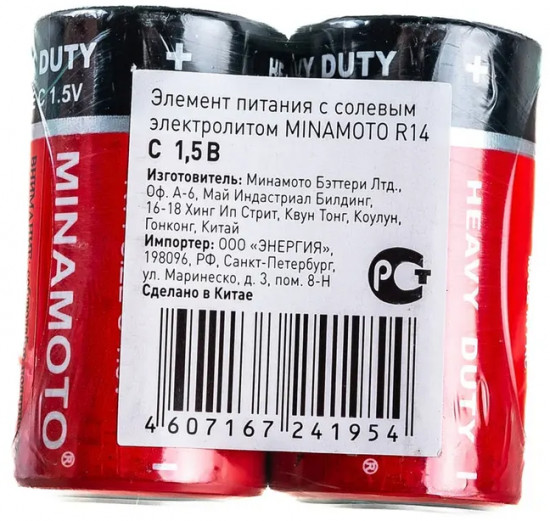 DUTY
+
C 1.5V
MINAMOTO®
HEAVY DUTY
+
Элемент питания с солевым
электролитом MINAMOTO R14
С 1,5 В
Изготовитель: Минамото Бэттери Лтд.,
Оф. А-6, Май Индастриал Билдинг,
16-18 Хинг Ип Стрит, Квун Тонг, Коулун,
Гонконг, Китай
Импортер: ООО «ЭНЕРГИЯ»,
198096, РФ, Санкт-Петербург,
ул. Маринеско, д. 3, пом. 8-Н
Сделано в Китае
РСТ
4 607167 241954
HEAVY DUTY